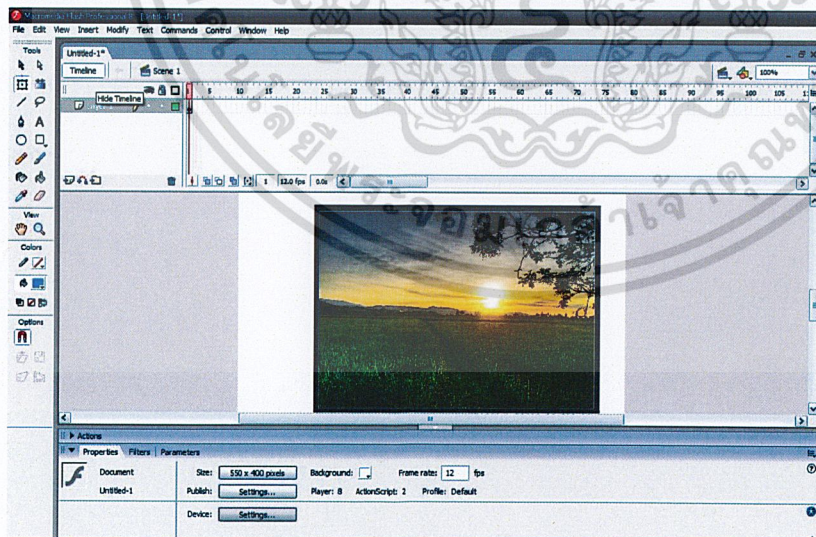 Macromedia Flash Professional 8 - [Untitled-1*]
File Edit View Insert Modify Text Commands Control Window Help
Tools
Untitled-1*
Timeline Scene 1 100%
Hide Timeline
5 10 15 20 25 30 35 40 45 50 55 60 65 70 75 80 85 90 95 100 105
1 12.0 fps 0.0s
View
Colors
Options
Actions
Properties Filters Parameters
Document Size: 550 x 400 pixels Background: Frame rate: 12 fps
Untitled-1 Publish: Settings... Player: 8 ActionScript: 2 Profile: Default
Device: Settings...